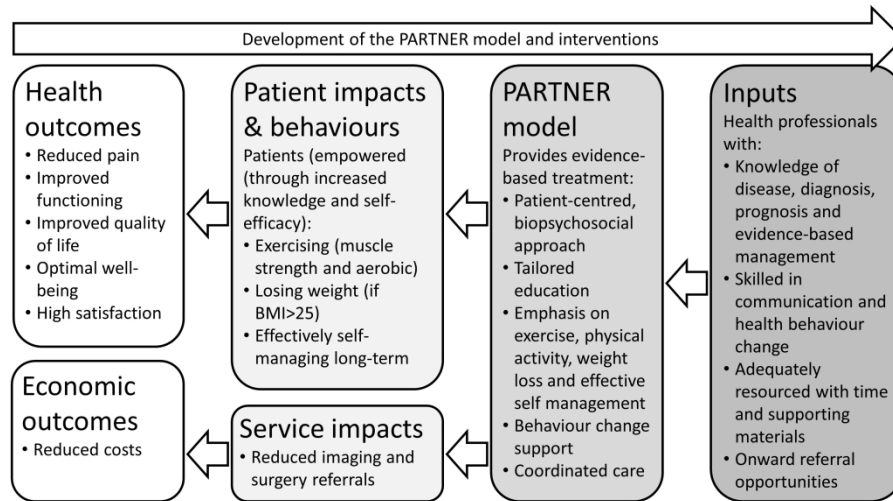 Development of the PARTNER model and interventions
Health
outcomes
• Reduced pain
• Improved
functioning
• Improved quality
of life
• Optimal well-
being
• High satisfaction
Economic
outcomes
• Reduced costs
Patient impacts
& behaviours
Patients (empowered
(through increased
knowledge and self-
efficacy):
• Exercising (muscle
strength and aerobic)
• Losing weight (if
BMI>25)
• Effectively self-
managing long-term
Service impacts
• Reduced imaging and
surgery referrals
PARTNER
model
Provides evidence-
based treatment:
• Patient-centred,
biopsychosocial
approach
• Tailored
education
• Emphasis on
exercise, physical
activity, weight
loss and effective
self management
• Behaviour change
support
• Coordinated care
Inputs
Health professionals
with:
• Knowledge of
disease, diagnosis,
prognosis and
evidence-based
management
• Skilled in
communication and
health behaviour
change
• Adequately
resourced with time
and supporting
materials
• Onward referral
opportunities